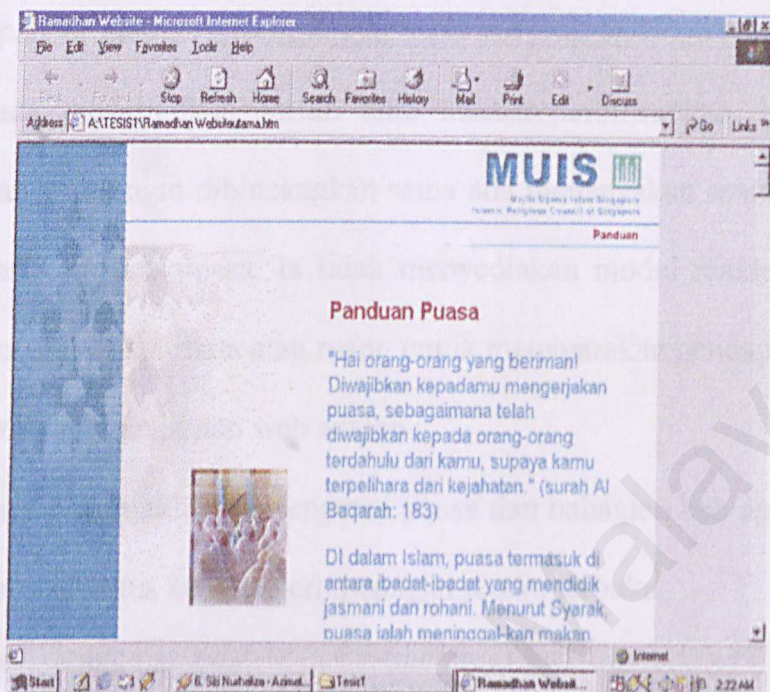 Ramadhan Website - Microsoft Internet Explorer
File Edit View Favorites Tools Help
Back Forward Stop Refresh Home Search Favorites History Mail Print Edit Discuss
Address A:\TESIS1\Ramadhan Website\utama.htm Go Links »
MUIS
Majlis Ugama Islam Singapura
Islamic Religious Council of Singapore
Panduan
Panduan Puasa
"Hai orang-orang yang beriman!
Diwajibkan kepadamu mengerjakan
puasa, sebagaimana telah
diwajibkan kepada orang-orang
terdahulu dari kamu, supaya kamu
terpelihara dari kejahatan." (surah Al
Baqarah: 183)
DI dalam Islam, puasa termasuk di
antara ibadat-ibadat yang mendidik
jasmani dan rohani. Menurut Syarak,
puasa ialah meninggal-kan makan,
Internet
Start 6. Siti Nurhaliza - Tesis1 Ramadhan Websit... 2:22 AM
Malay